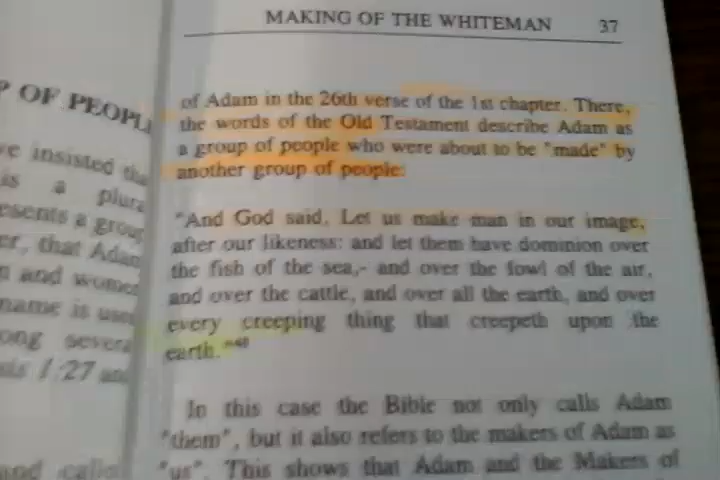 MAKING OF THE WHITEMAN 37
OF PEOPL
insisted the
is a plura
esents a group
er, that Adam
and women
name is used
ong severa
1:27 and
and calls
of Adam in the 26th verse of the 1st chapter. There,
the words of the Old Testament describe Adam as
a group of people who were about to be "made" by
another group of people:
"And God said, Let us make man in our image,
after our likeness: and let them have dominion over
the fish of the sea,- and over the fowl of the air,
and over the cattle, and over all the earth, and over
every creeping thing that creepeth upon the
earth."
In this case the Bible not only calls Adam
"them", but it also refers to the makers of Adam as
"us". This shows that Adam and the Makers of